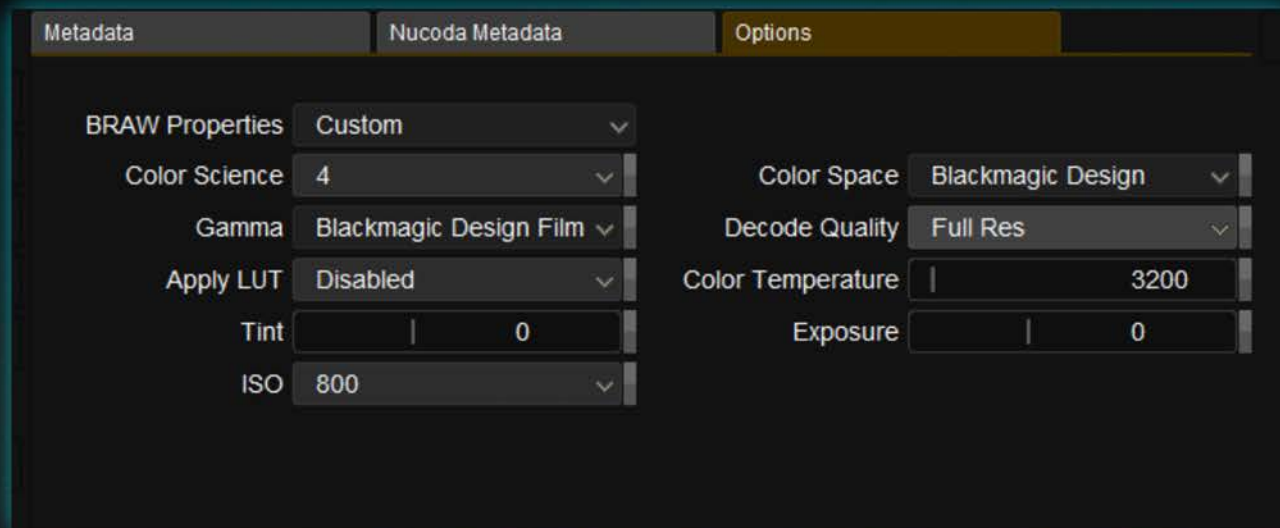 Metadata Nucoda Metadata Options
BRAW Properties Custom
Color Science 4 Color Space Blackmagic Design
Gamma Blackmagic Design Film Decode Quality Full Res
Apply LUT Disabled Color Temperature 3200
Tint 0 Exposure 0
ISO 800